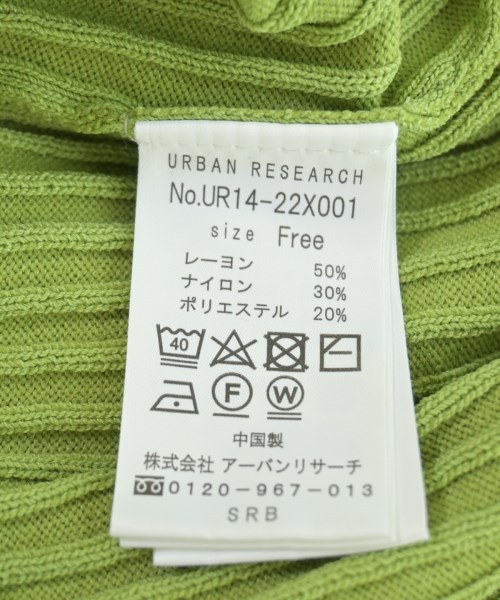 URBAN RESEARCH
No.UR14-22X001
size Free
レーヨン 50%
ナイロン 30%
ポリエステル 20%
40
F W
中国製
株式会社 アーバンリサーチ
0120-967-013
SRB